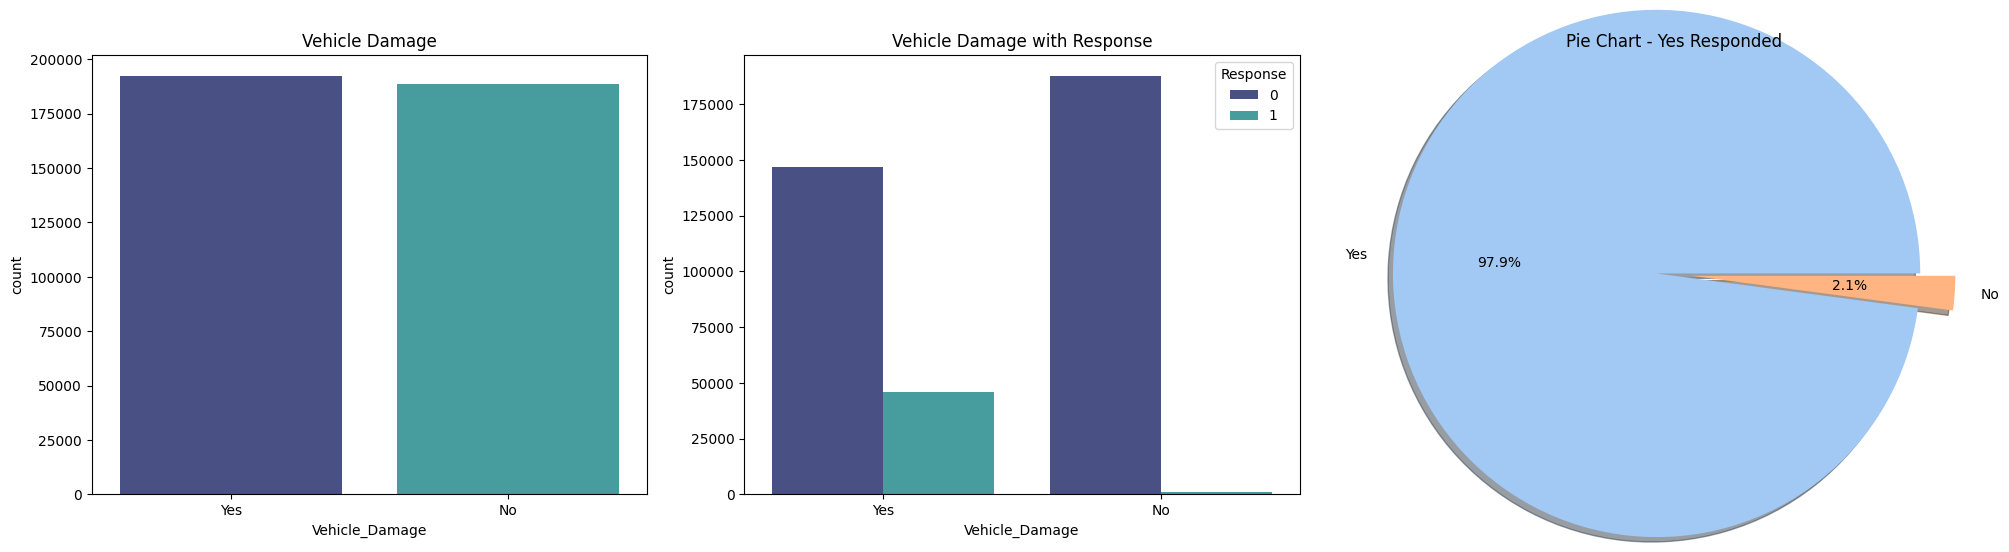 Vehicle Damage
200000
175000
150000
125000
100000
75000
50000
25000
0
count
Yes
No
Vehicle_Damage
Vehicle Damage with Response
Response
0
1
175000
150000
125000
100000
75000
50000
25000
0
count
Yes
No
Vehicle_Damage
Pie Chart - Yes Responded
Yes
97.9%
2.1%
No